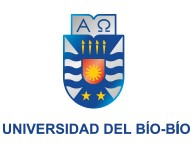 Α Ω
UNIVERSIDAD DEL BÍO-BÍO